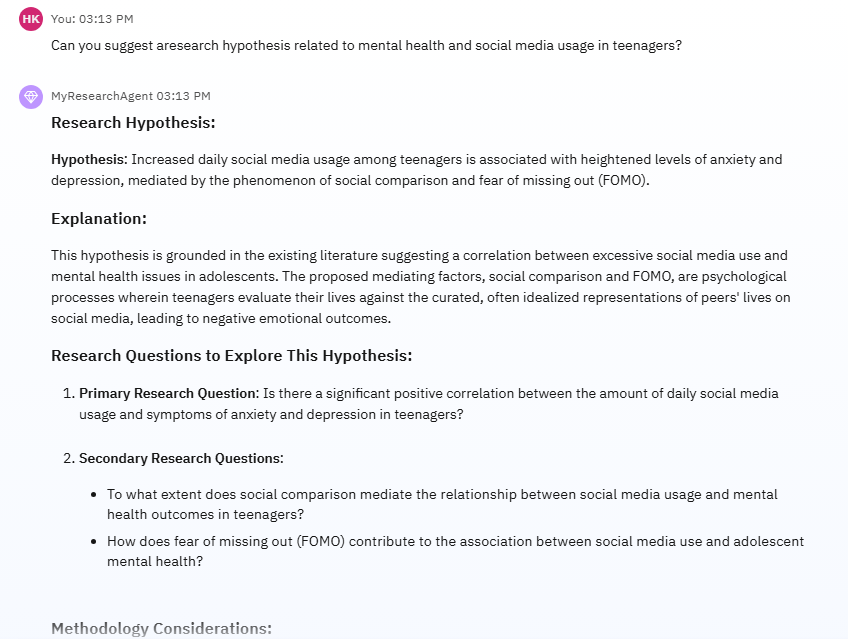 HK You: 03:13 PM
Can you suggest aresearch hypothesis related to mental health and social media usage in teenagers?
MyResearchAgent 03:13 PM
Research Hypothesis:
Hypothesis: Increased daily social media usage among teenagers is associated with heightened levels of anxiety and
depression, mediated by the phenomenon of social comparison and fear of missing out (FOMO).
Explanation:
This hypothesis is grounded in the existing literature suggesting a correlation between excessive social media use and
mental health issues in adolescents. The proposed mediating factors, social comparison and FOMO, are psychological
processes wherein teenagers evaluate their lives against the curated, often idealized representations of peers' lives on
social media, leading to negative emotional outcomes.
Research Questions to Explore This Hypothesis:
1. Primary Research Question: Is there a significant positive correlation between the amount of daily social media
usage and symptoms of anxiety and depression in teenagers?
2. Secondary Research Questions:
• To what extent does social comparison mediate the relationship between social media usage and mental
health outcomes in teenagers?
• How does fear of missing out (FOMO) contribute to the association between social media use and adolescent
mental health?
Methodology Considerations: